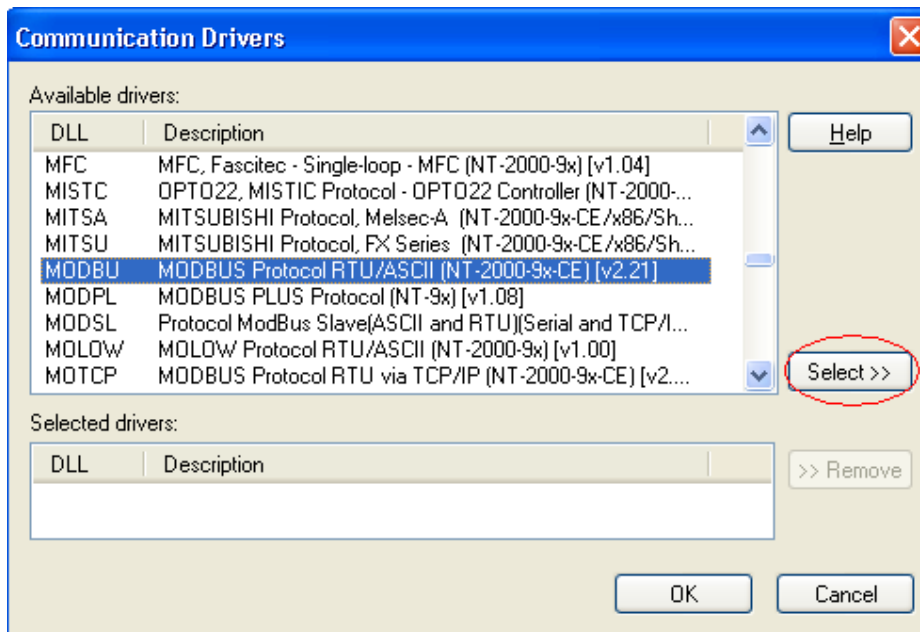 Communication Drivers
Available drivers:
DLL Description
Help
MFC MFC, Fascitec - Single-loop - MFC (NT-2000-9x) [v1.04]
MISTC OPTO22, MISTIC Protocol - OPTO22 Controller (NT-2000-...
MITSA MITSUBISHI Protocol, Melsec-A (NT-2000-9x-CE/x86/Sh...
MITSU MITSUBISHI Protocol, FX Series (NT-2000-9x-CE/x86/Sh...
MODBU MODBUS Protocol RTU/ASCII (NT-2000-9x-CE) [v2.21]
MODPL MODBUS PLUS Protocol (NT-9x) [v1.08]
MODSL Protocol ModBus Slave(ASCII and RTU)(Serial and TCP/I...
MOLOW MOLOW Protocol RTU/ASCII (NT-2000-9x) [v1.00]
MOTCP MODBUS Protocol RTU via TCP/IP (NT-2000-9x-CE) [v2....
Select >>
Selected drivers:
DLL Description
>> Remove
OK Cancel